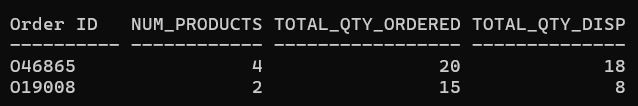 Order ID   NUM_PRODUCTS TOTAL_QTY_ORDERED TOTAL_QTY_DISP
---------- ------------ ----------------- --------------
O46865                4                20             18
O19008                2                15              8